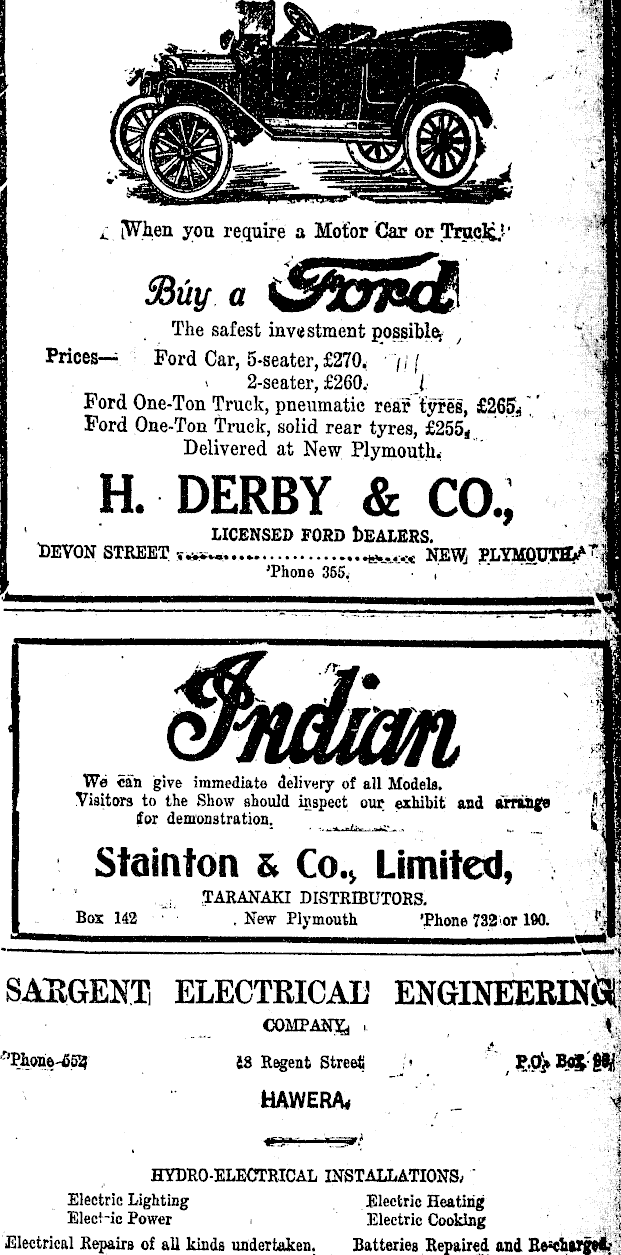 When you require a Motor Car or Truck,
Buy a Ford
The safest investment possible,
Prices— Ford Car, 5-seater, £270.
2-seater, £260.
Ford One-Ton Truck, pneumatic rear tyres, £265.
Ford One-Ton Truck, solid rear tyres, £255.
Delivered at New Plymouth.
H. DERBY & CO.,
LICENSED FORD DEALERS.
DEVON STREET ........................ NEW PLYMOUTH.
'Phone 355.
Indian
We can give immediate delivery of all Models.
Visitors to the Show should inspect our exhibit and arrange
for demonstration.
Stainton & Co., Limited,
TARANAKI DISTRIBUTORS.
Box 142 New Plymouth 'Phone 732 or 190.
SARGENT ELECTRICAL ENGINEERING
COMPANY,
'Phone 552 Regent Street P.O. Box
HAWERA.
HYDRO-ELECTRICAL INSTALLATIONS.
Electric Lighting Electric Heating
Electric Power Electric Cooking
Electrical Repairs of all kinds undertaken. Batteries Repaired and Re-charged.